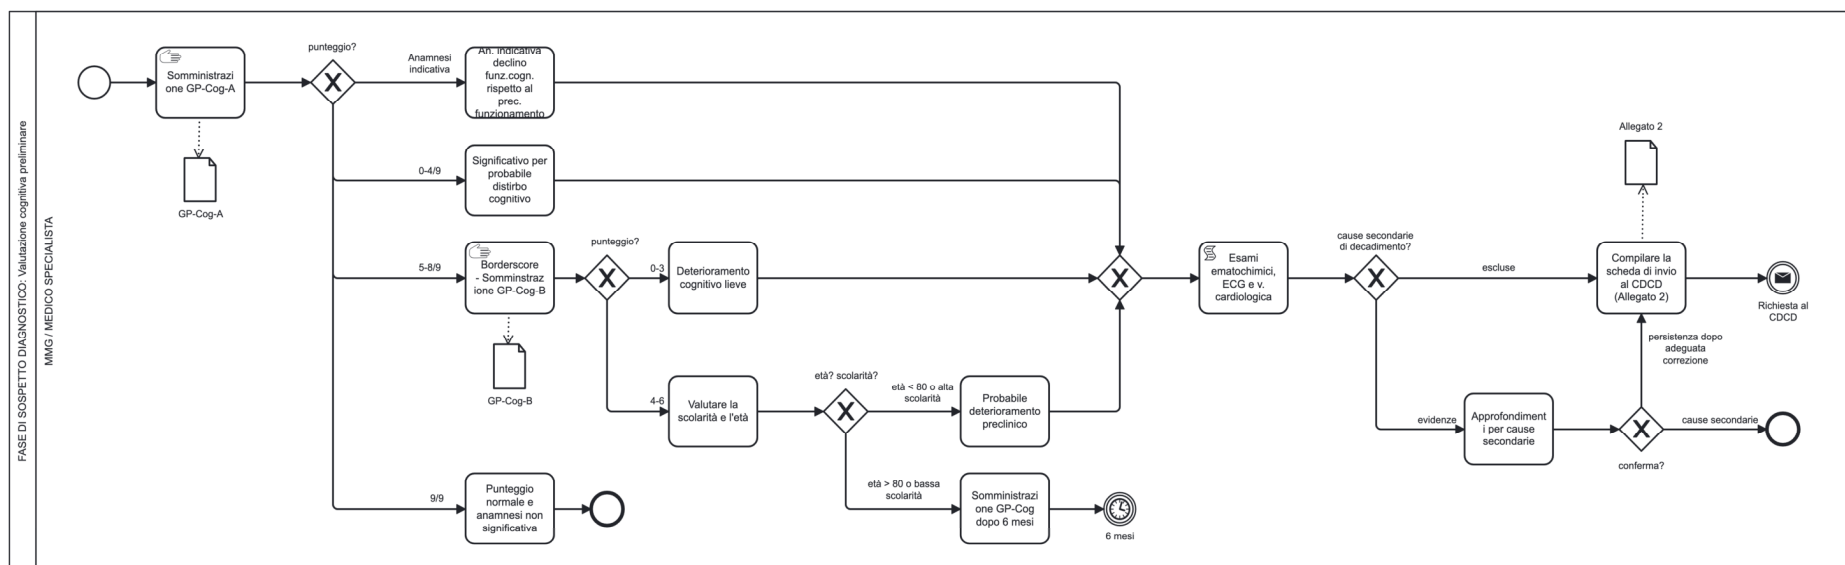 FASE DI SOSPETTO DIAGNOSTICO: Valutazione cognitiva preliminare
MMG / MEDICO SPECIALISTA
Somministrazi
one GP-Cog-A
GP-Cog-A
punteggio?
Anamnesi
indicativa
An. indicativa
declino
funz.cogn.
rispetto al
prec.
funzionamento
0-4/9
Significativo per
probabile
distirbo
cognitivo
5-8/9
Borderscore
- Somminstraz
ione GP-Cog-B
GP-Cog-B
punteggio?
0-3
Deterioramento
cognitivo lieve
4-6
Valutare la
scolarità e l'età
età? scolarità?
età < 80 o alta
scolarità
Probabile
deterioramento
preclinico
età > 80 o bassa
scolarità
Somministrazi
one GP-Cog
dopo 6 mesi
6 mesi
9/9
Punteggio
normale e
anamnesi non
significativa
Esami
ematochimici,
ECG e v.
cardiologica
cause secondarie
di decadimento?
escluse
Allegato 2
Compilare la
scheda di invio
al CDCD
(Allegato 2)
Richiesta al
CDCD
persistenza dopo
adeguata
correzione
evidenze
Approfondiment
i per cause
secondarie
conferma?
cause secondarie